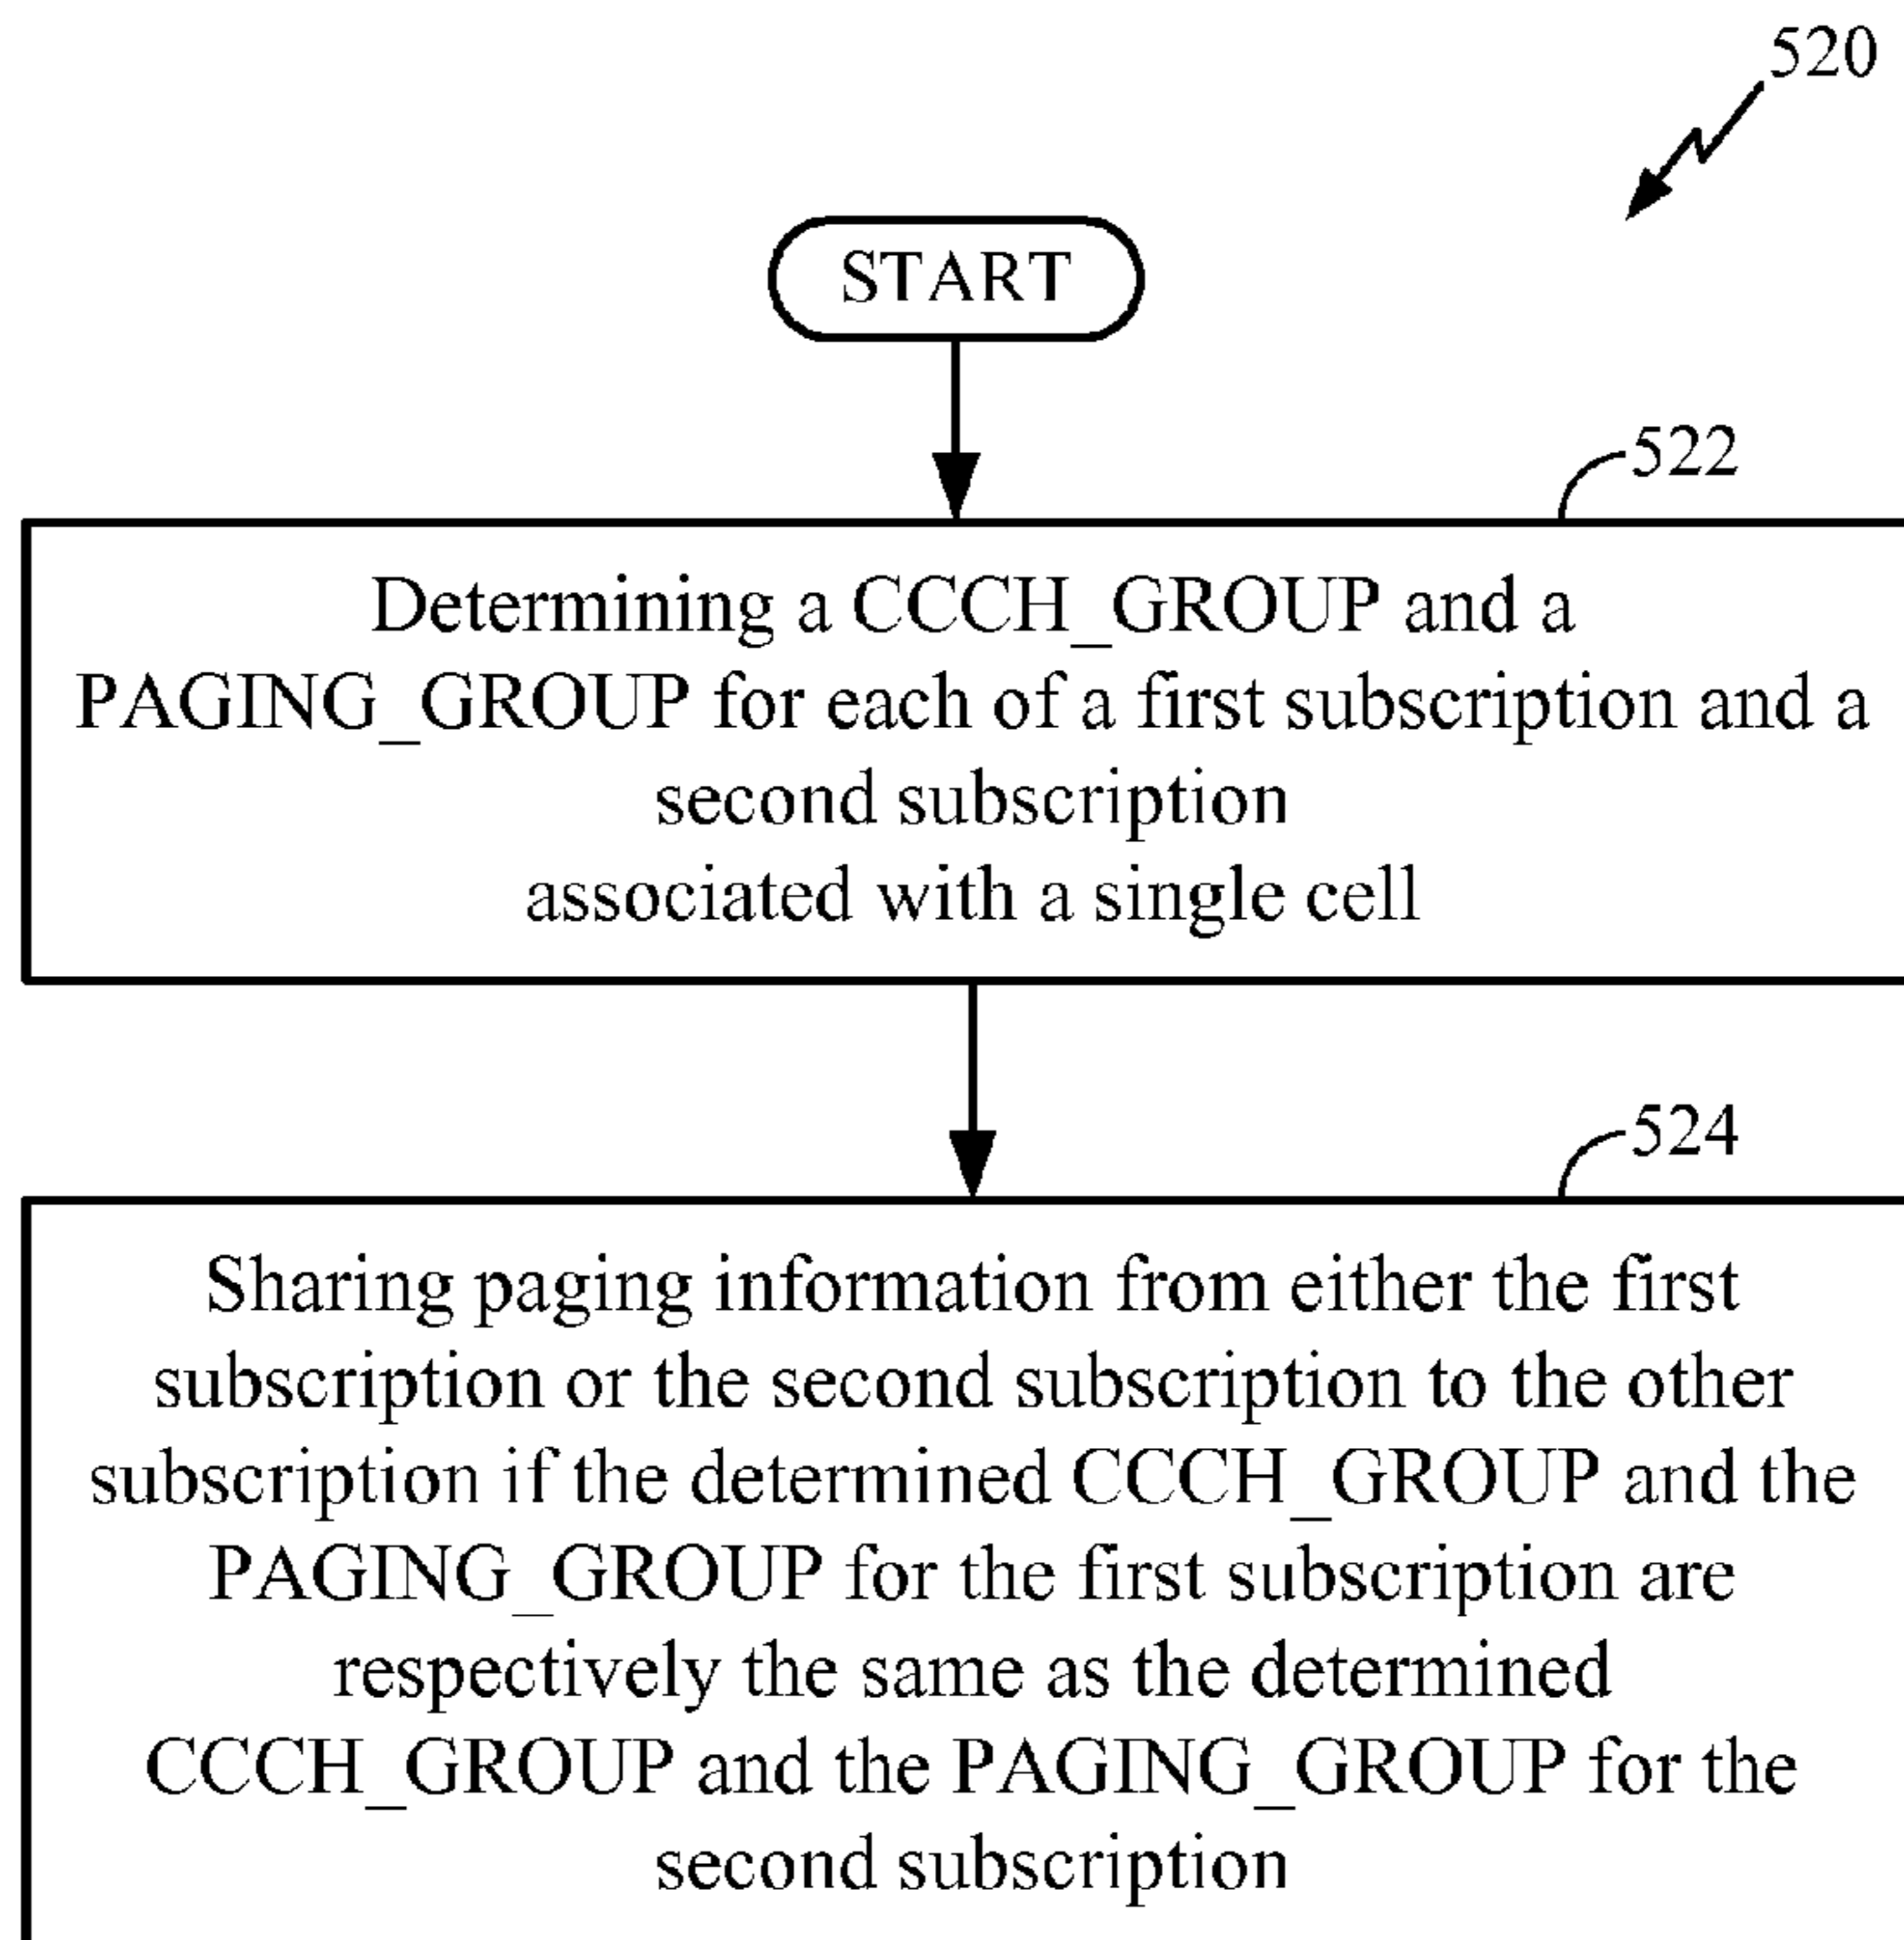 520
START
522
Determining a CCCH_GROUP and a
PAGING_GROUP for each of a first subscription and a
second subscription
associated with a single cell
524
Sharing paging information from either the first
subscription or the second subscription to the other
subscription if the determined CCCH_GROUP and the
PAGING_GROUP for the first subscription are
respectively the same as the determined
CCCH_GROUP and the PAGING_GROUP for the
second subscription